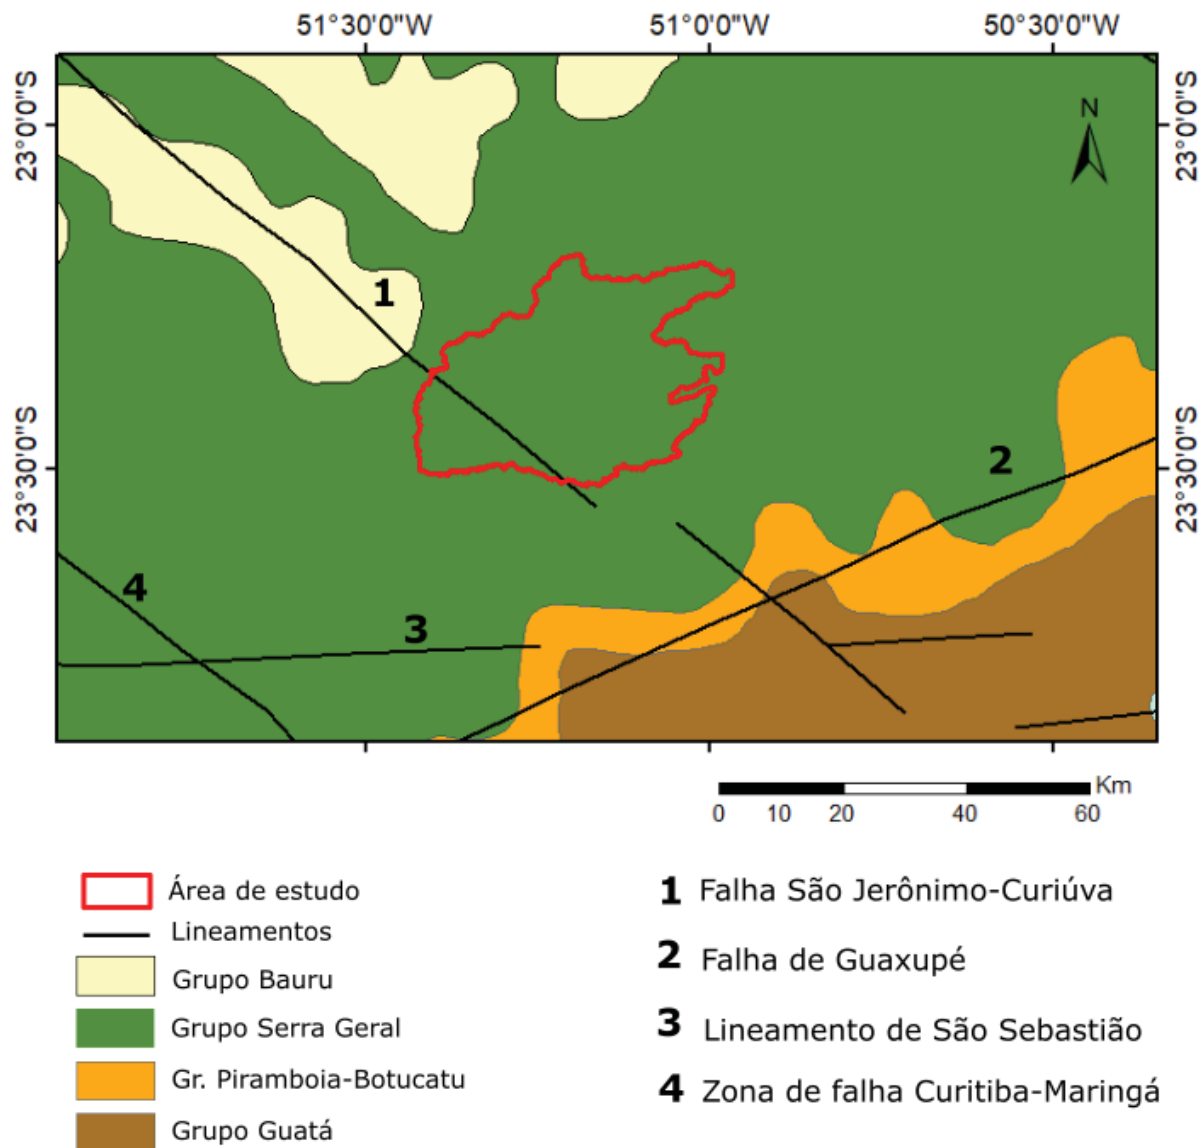 51°30'0"W 51°0'0"W 50°30'0"W
23°0'0"S 23°0'0"S
N
1
23°30'0"S 23°30'0"S
2
4
3
Km
0 10 20 40 60
Área de estudo
Lineamentos
Grupo Bauru
Grupo Serra Geral
Gr. Piramboia-Botucatu
Grupo Guatá
1 Falha São Jerônimo-Curiúva
2 Falha de Guaxupé
3 Lineamento de São Sebastião
4 Zona de falha Curitiba-Maringá